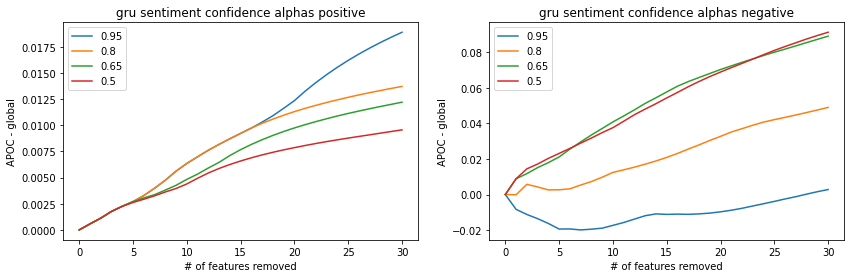 gru sentiment confidence alphas positive
APOC - global
0.0175
0.0150
0.0125
0.0100
0.0075
0.0050
0.0025
0.0000
0.95
0.8
0.65
0.5
0 5 10 15 20 25 30
# of features removed
gru sentiment confidence alphas negative
APOC - global
0.08
0.06
0.04
0.02
0.00
−0.02
0.95
0.8
0.65
0.5
0 5 10 15 20 25 30
# of features removed